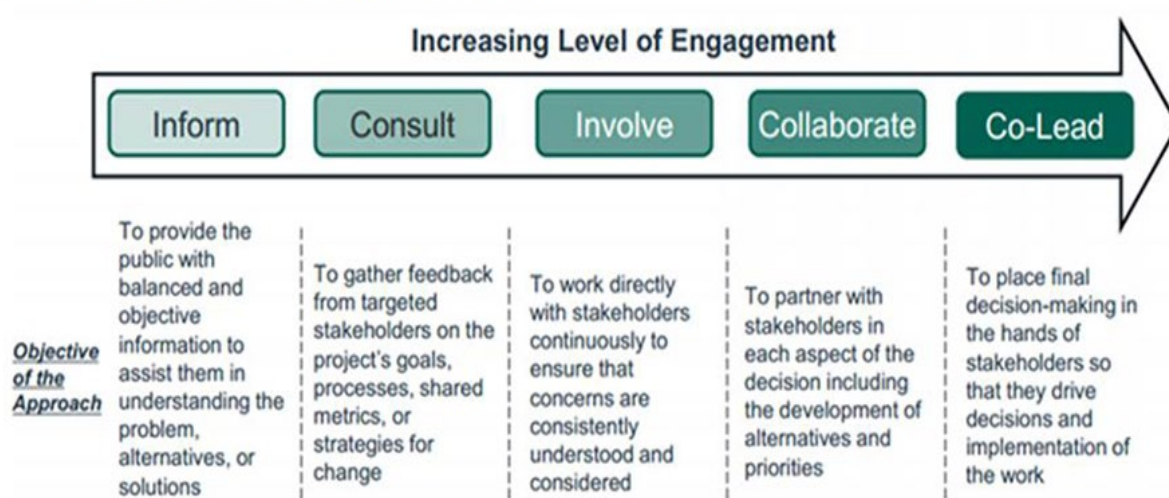 Increasing Level of Engagement
Inform
Consult
Involve
Collaborate
Co-Lead
Objective
of the
Approach
To provide the
public with
balanced and
objective
information to
assist them in
understanding the
problem,
alternatives, or
solutions
To gather feedback
from targeted
stakeholders on the
project's goals,
processes, shared
metrics, or
strategies for
change
To work directly
with stakeholders
continuously to
ensure that
concerns are
consistently
understood and
considered
To partner with
stakeholders in
each aspect of the
decision including
the development of
alternatives and
priorities
To place final
decision-making in
the hands of
stakeholders so
that they drive
decisions and
implementation of
the work